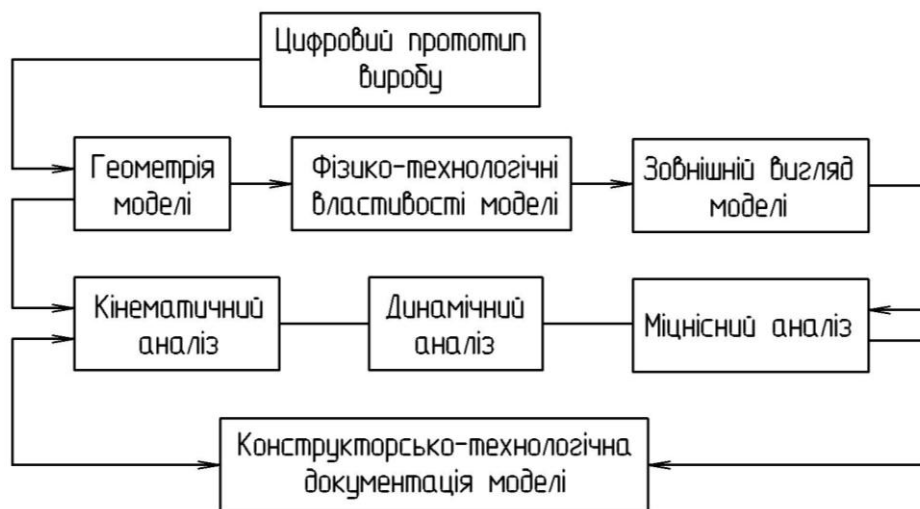 Цифровий прототип
виробу
Геометрія
моделі
Фізико-технологічні
властивості моделі
Зовнішній вигляд
моделі
Кінематичний
аналіз
Динамічний
аналіз
Міцнісний аналіз
Конструкторсько-технологічна
документація моделі